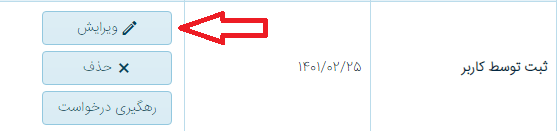 ویرایش
ثبت توسط کاربر ۱۴۰۱/۰۲/۲۵ حذف
رهگیری درخواست